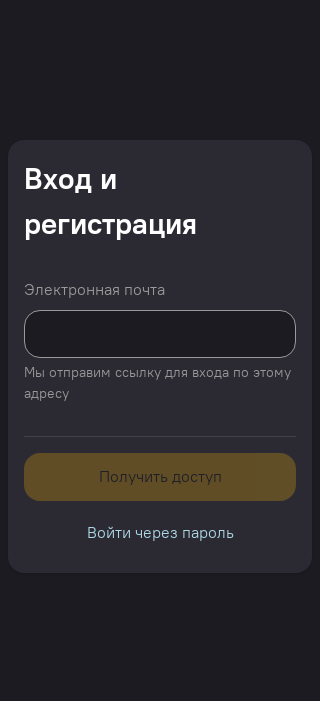 Вход и
регистрация
Электронная почта
Мы отправим ссылку для входа по этому
адресу
Получить доступ
Войти через пароль